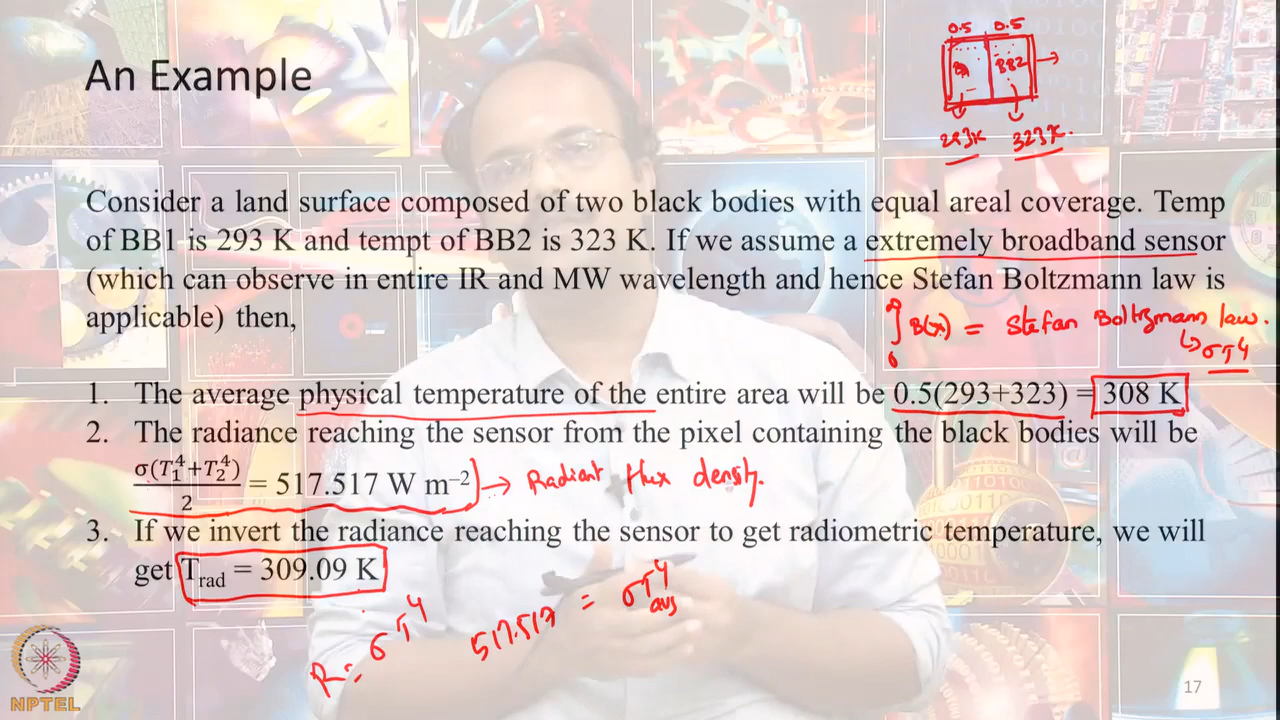 An Example
0.5 0.5
BB2
293K 323K.
Consider a land surface composed of two black bodies with equal areal coverage. Temp
of BB1 is 293 K and tempt of BB2 is 323 K. If we assume a extremely broadband sensor
(which can observe in entire IR and MW wavelength and hence Stefan Boltzmann law is
applicable) then,
∫ B(λ) = Stefan Boltzmann law.
↳ σT⁴
1. The average physical temperature of the entire area will be 0.5(293+323) = 308 K
2. The radiance reaching the sensor from the pixel containing the black bodies will be
σ(T₁⁴+T₂⁴)/2 = 517.517 W m⁻² → Radiant flux density.
3. If we invert the radiance reaching the sensor to get radiometric temperature, we will
get T_rad = 309.09 K
R = σT⁴
517.517 = σT⁴avg
NPTEL
17